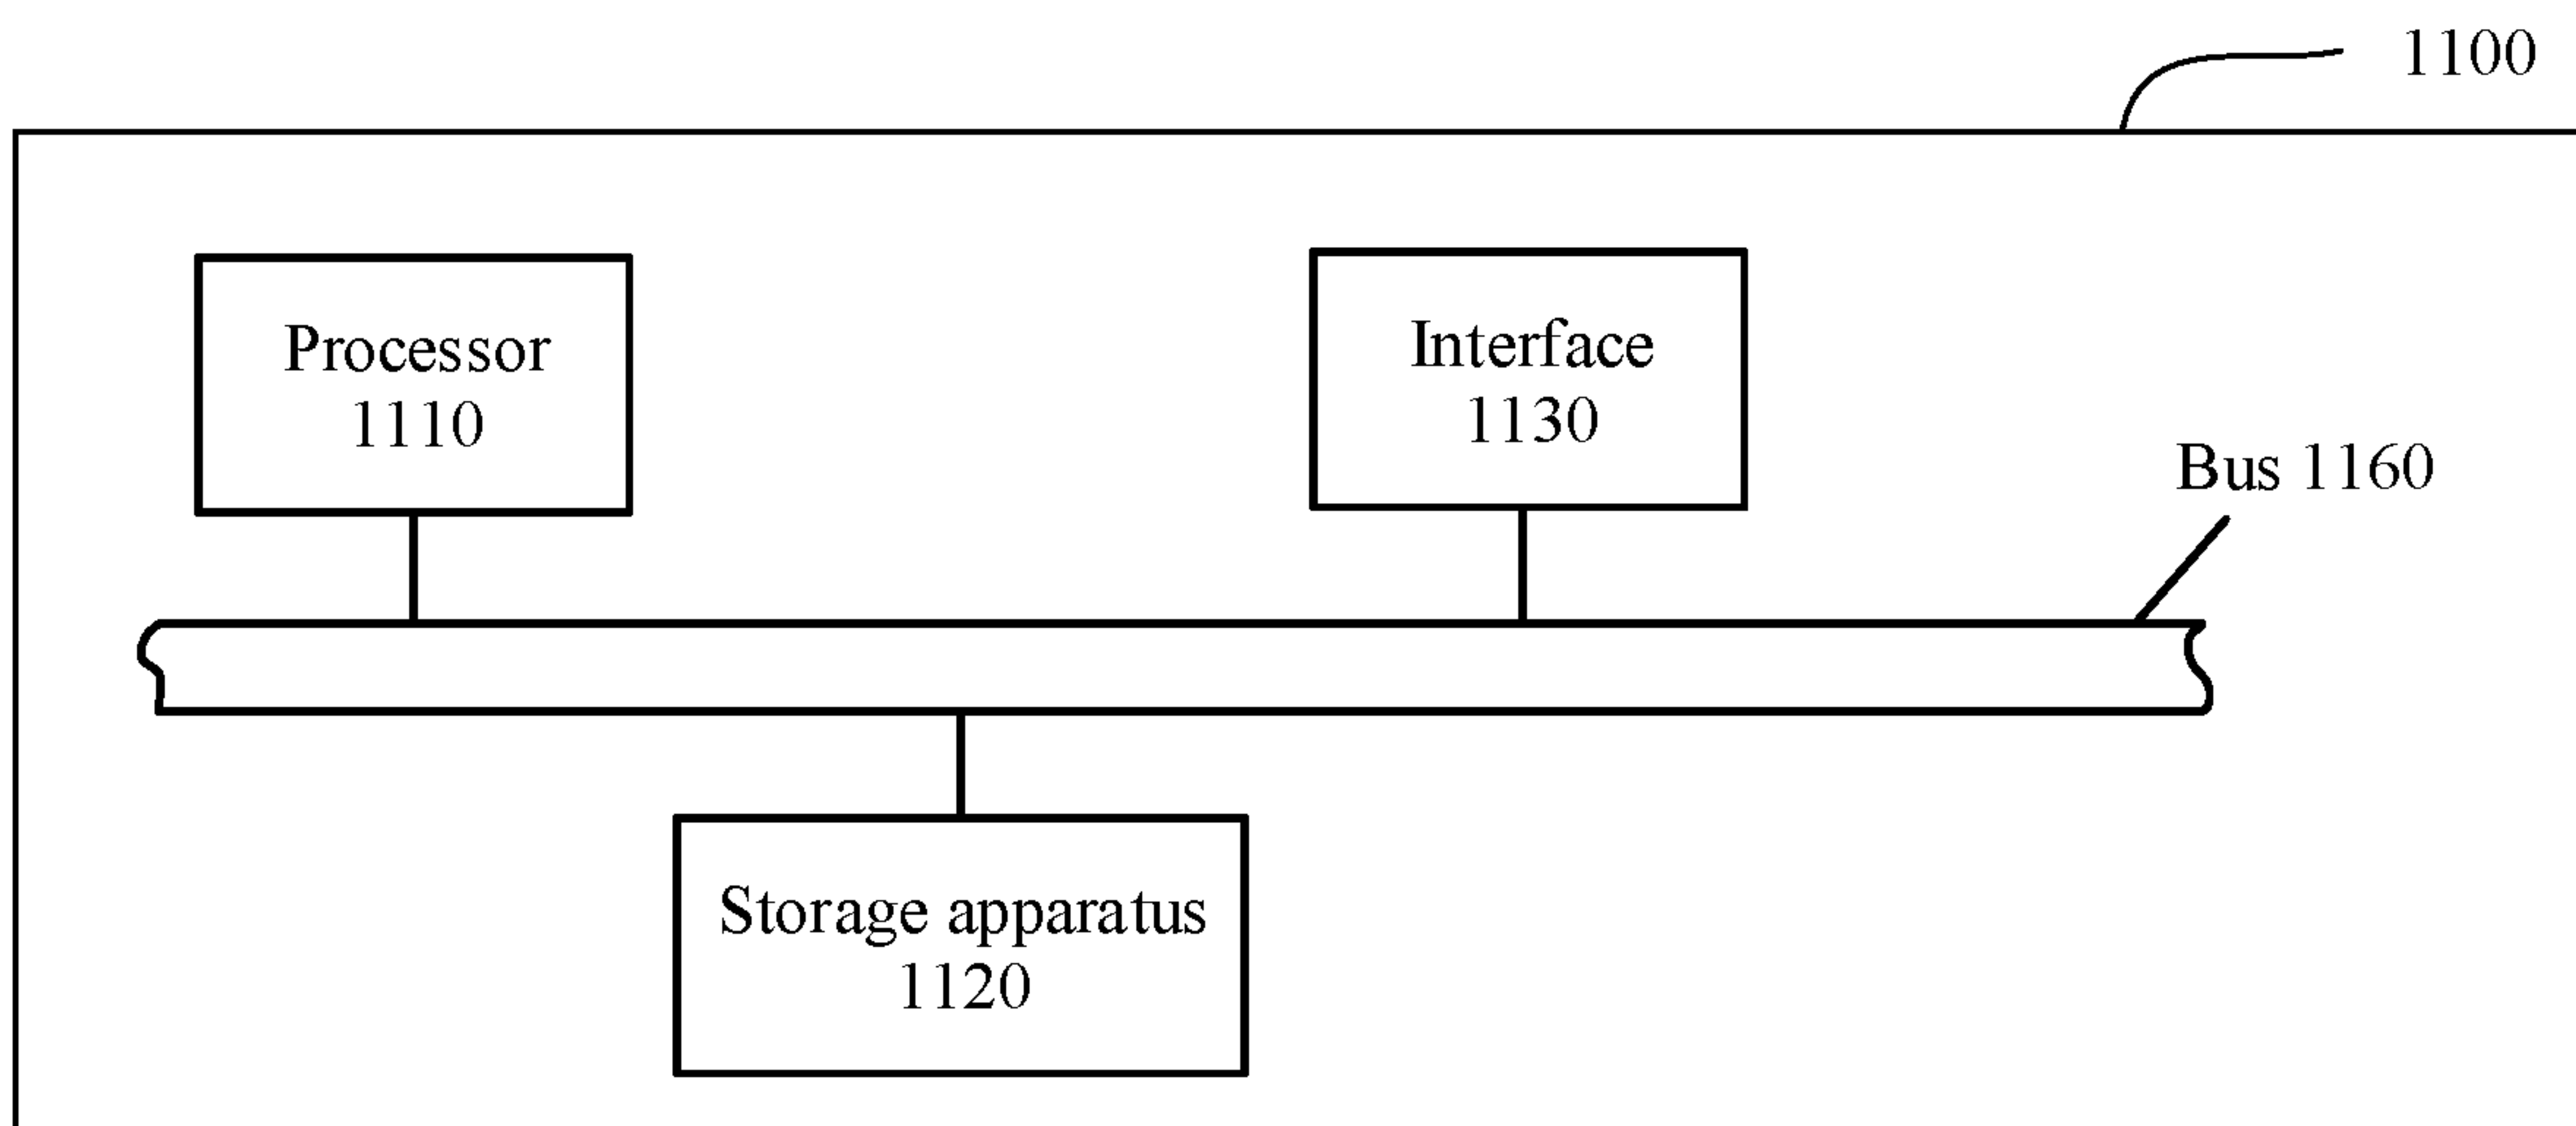 1100
Processor
1110
Interface
1130
Bus 1160
Storage apparatus
1120